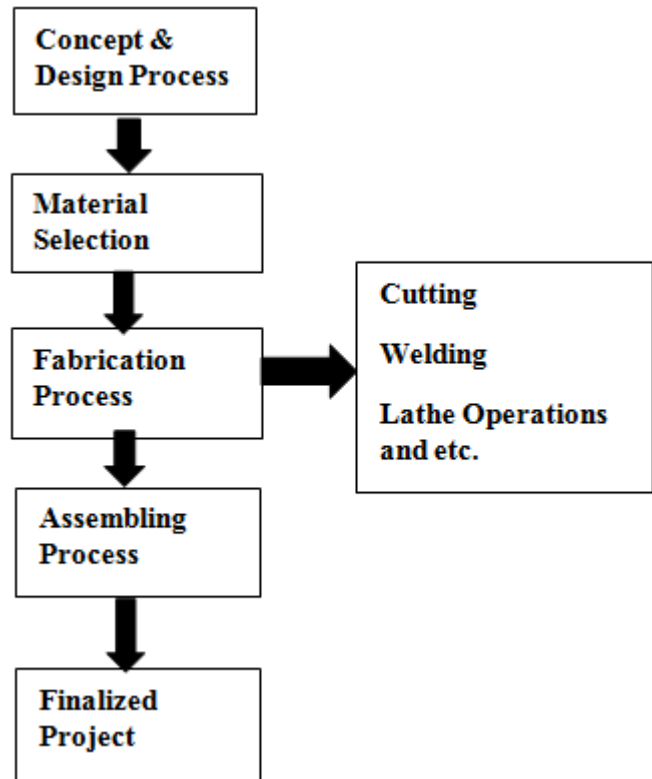 Concept &
Design Process
Material
Selection
Fabrication
Process
Cutting
Welding
Lathe Operations
and etc.
Assembling
Process
Finalized
Project